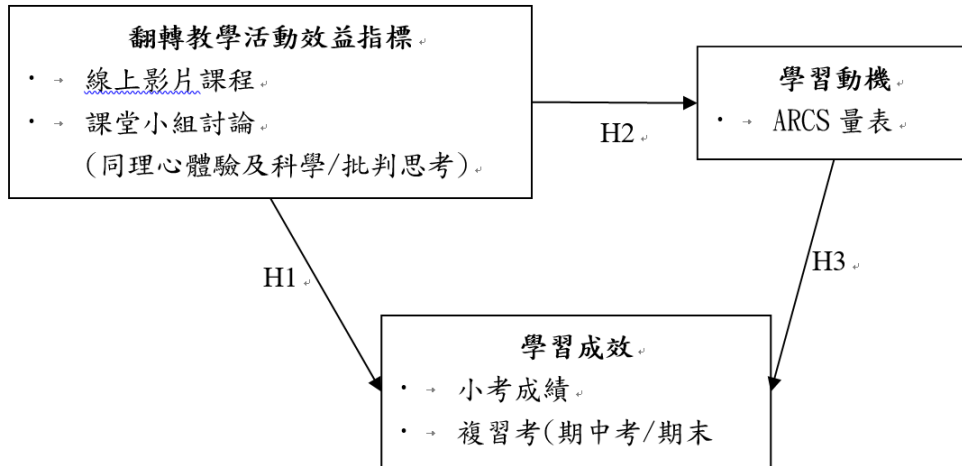 翻轉教學活動效益指標
· 線上影片課程
· 課堂小組討論
(同理心體驗及科學/批判思考)
學習動機
· ARCS 量表
H2
H1
H3
學習成效
· 小考成績
· 複習考(期中考/期末